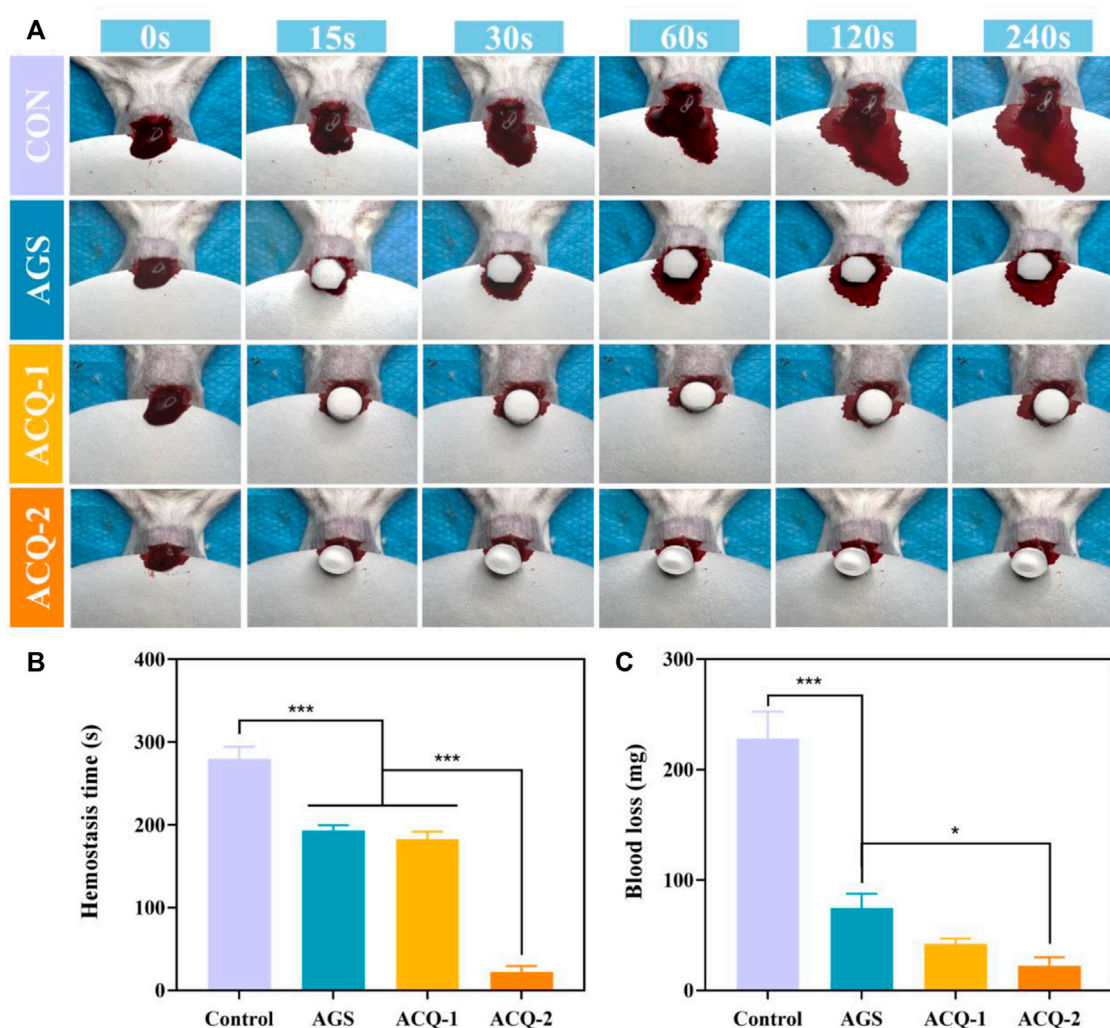 A
0s 15s 30s 60s 120s 240s
CON
AGS
ACQ-1
ACQ-2
B
Hemostasis time (s)
400
300
200
100
0
***
***
Control AGS ACQ-1 ACQ-2
C
Blood loss (mg)
300
200
100
0
***
*
Control AGS ACQ-1 ACQ-2